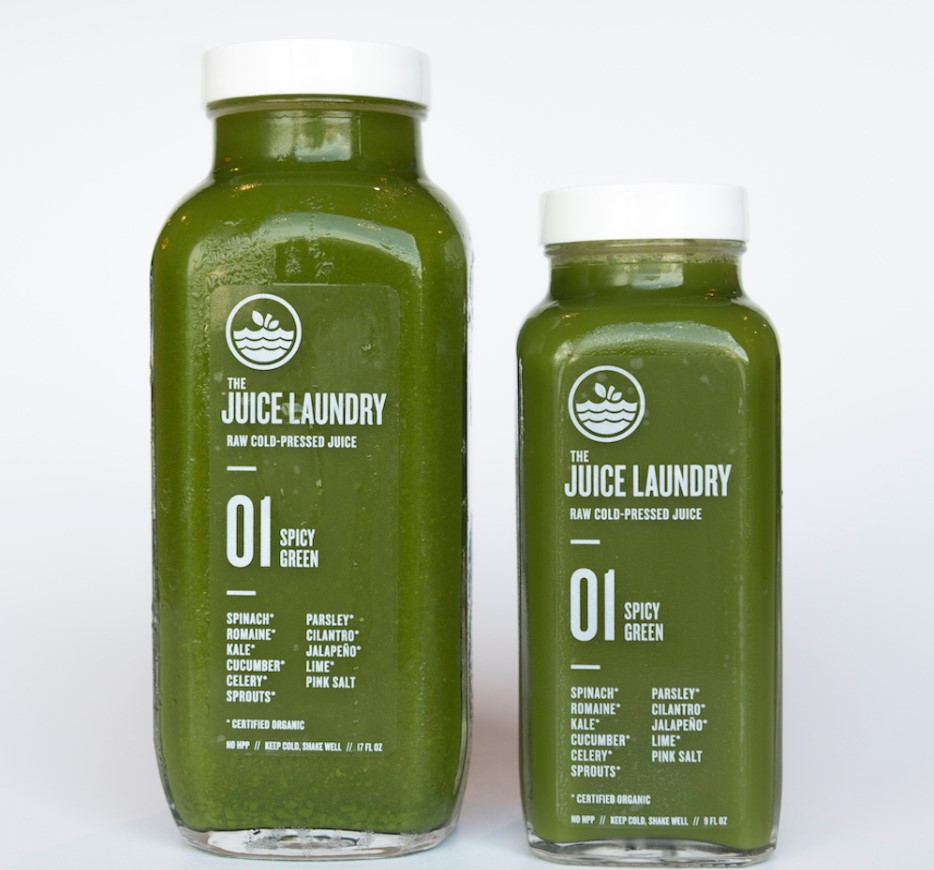 THE
JUICE LAUNDRY
RAW COLD-PRESSED JUICE
01 SPICY
GREEN
SPINACH* PARSLEY*
ROMAINE* CILANTRO*
KALE* JALAPEÑO*
CUCUMBER* LIME*
CELERY* PINK SALT
SPROUTS*
* CERTIFIED ORGANIC
NO HPP // KEEP COLD, SHAKE WELL // 17 FL OZ
THE
JUICE LAUNDRY
RAW COLD-PRESSED JUICE
01 SPICY
GREEN
SPINACH* PARSLEY*
ROMAINE* CILANTRO*
KALE* JALAPEÑO*
CUCUMBER* LIME*
CELERY* PINK SALT
SPROUTS*
* CERTIFIED ORGANIC
NO HPP // KEEP COLD, SHAKE WELL // 9 FL OZ